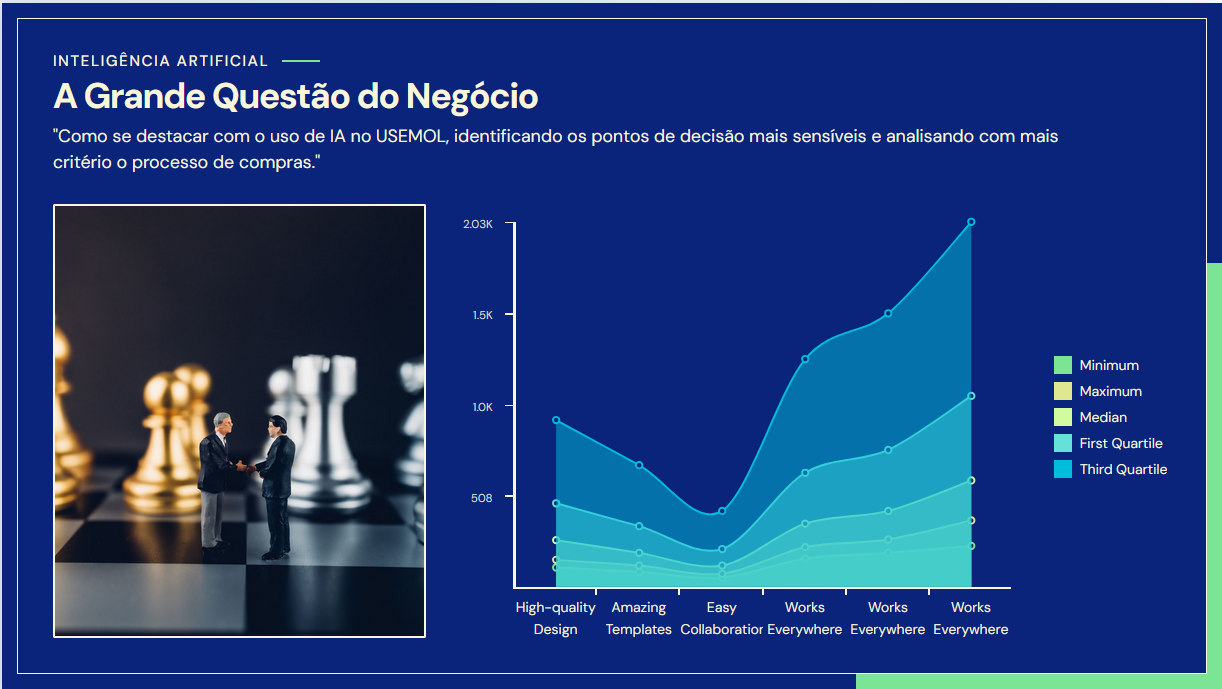 INTELIGÊNCIA ARTIFICIAL
A Grande Questão do Negócio
"Como se destacar com o uso de IA no USEMOL, identificando os pontos de decisão mais sensíveis e analisando com mais
critério o processo de compras."
2.03K
1.5K
1.0K
508
High-quality Design
Amazing Templates
Easy Collaboration
Works Everywhere
Works Everywhere
Works Everywhere
Minimum
Maximum
Median
First Quartile
Third Quartile